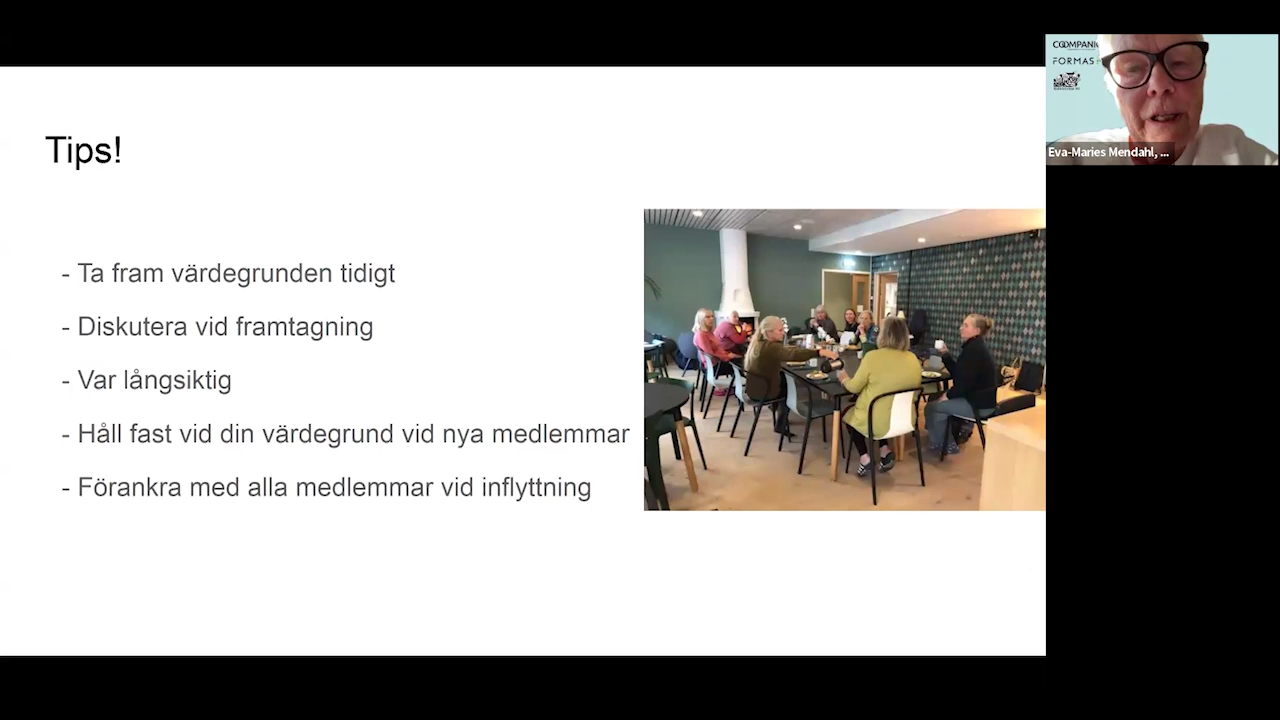 Tips!
- Ta fram värdegrunden tidigt
- Diskutera vid framtagning
- Var långsiktig
- Håll fast vid din värdegrund vid nya medlemmar
- Förankra med alla medlemmar vid inflyttning
FORMAS
Eva-Maries Mendahl, ...